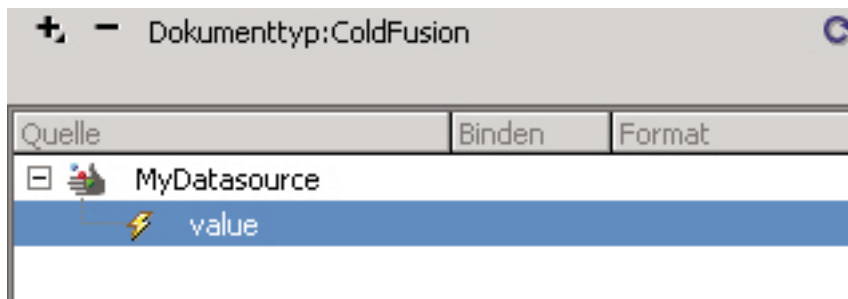 Dokumenttyp:ColdFusion
Quelle Binden Format
MyDatasource
value